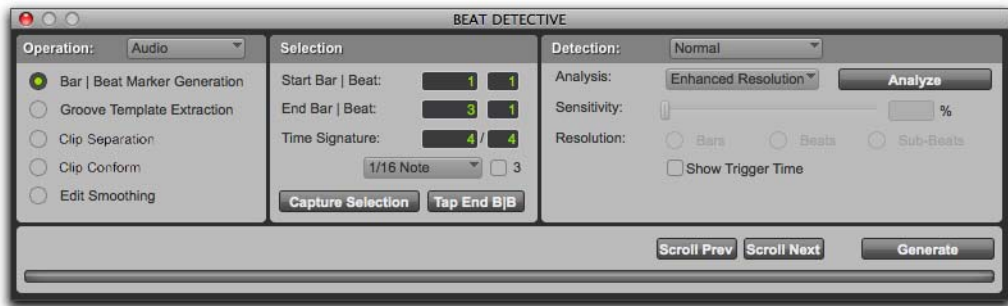 BEAT DETECTIVE
Operation: Audio
Bar | Beat Marker Generation
Groove Template Extraction
Clip Separation
Clip Conform
Edit Smoothing
Selection
Start Bar | Beat: 1 1
End Bar | Beat: 3 1
Time Signature: 4 / 4
1/16 Note 3
Capture Selection Tap End B|B
Detection: Normal
Analysis: Enhanced Resolution Analyze
Sensitivity: %
Resolution: Bars Beats Sub-Beats
Show Trigger Time
Scroll Prev Scroll Next Generate